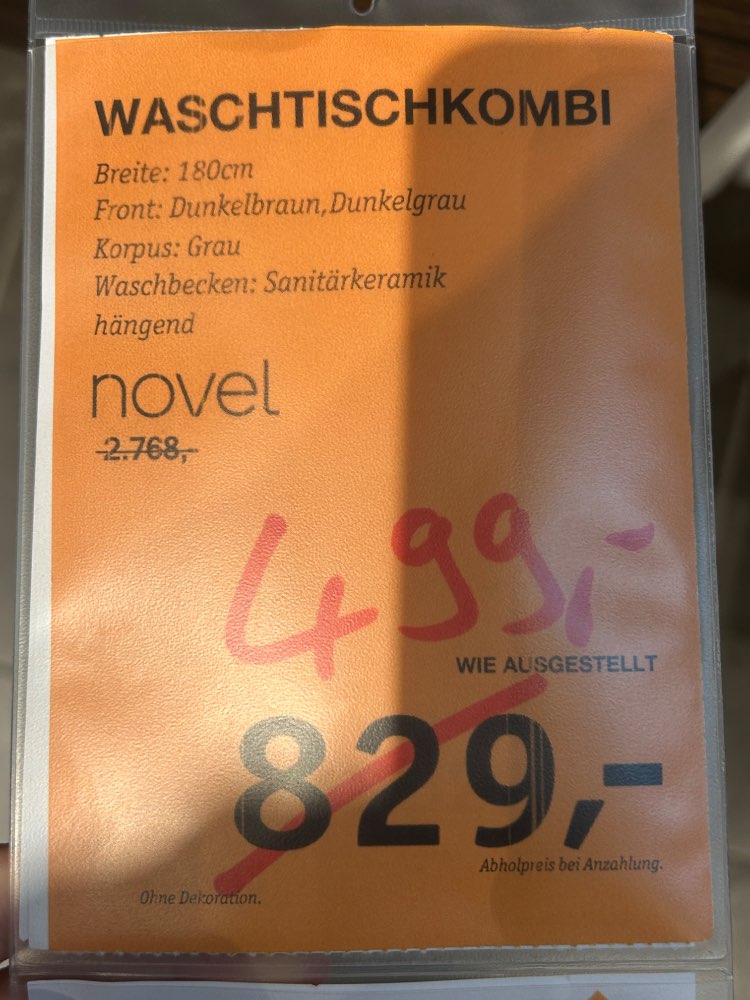 WASCHTISCHKOMBI
Breite: 180cm
Front: Dunkelbraun,Dunkelgrau
Korpus: Grau
Waschbecken: Sanitärkeramik
hängend
novel
2.768,-
499,-
WIE AUSGESTELLT
829,-
Abholpreis bei Anzahlung.
Ohne Dekoration.